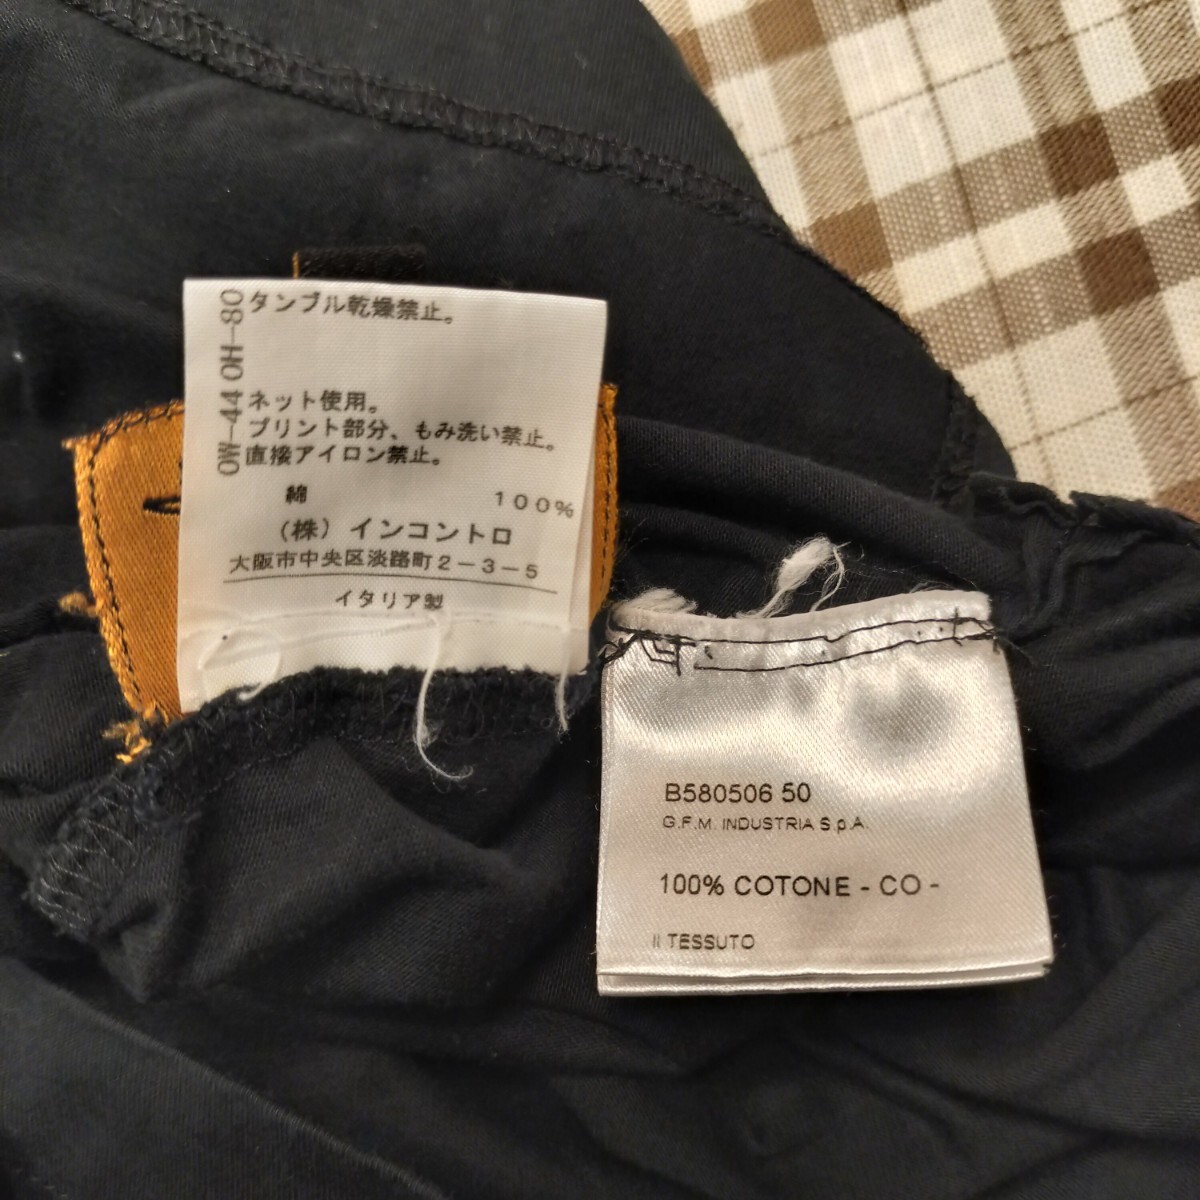 タンブル乾燥禁止。
ネット使用。
プリント部分、もみ洗い禁止。
直接アイロン禁止。
綿 100%
(株)インコントロ
大阪市中央区淡路町2-3-5
イタリア製
OW-44 OH-80
B580506 50
G.F.M. INDUSTRIA S.p.A.
100% COTONE - CO -
II TESSUTO